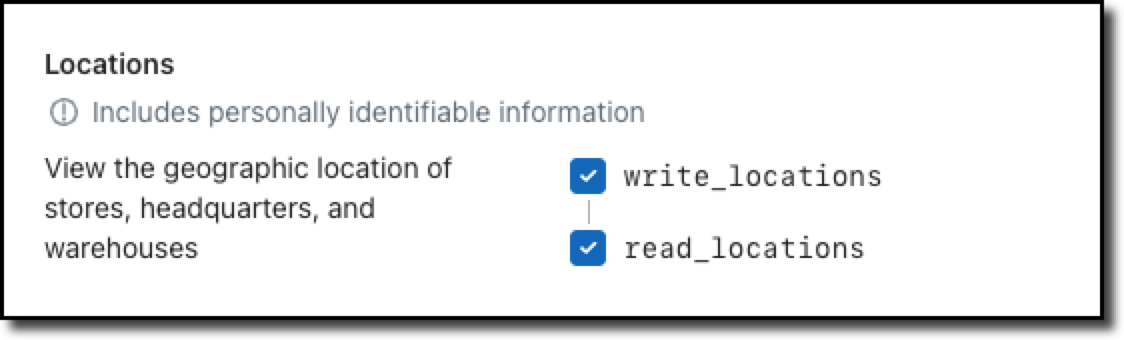 Locations
Includes personally identifiable information
View the geographic location of
stores, headquarters, and
warehouses
write_locations
read_locations